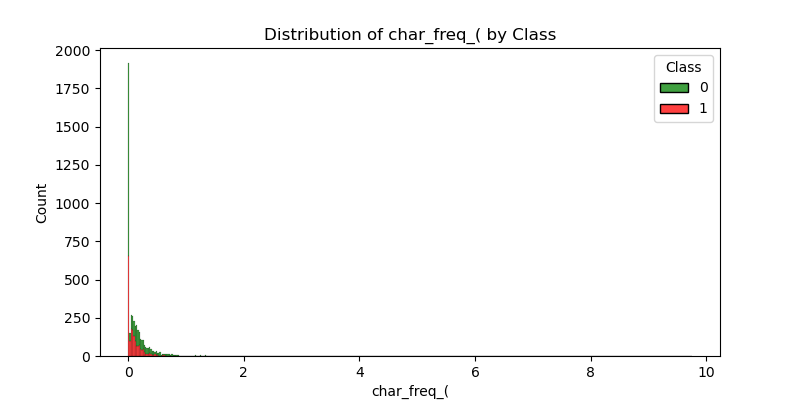 Distribution of char_freq_( by Class
Class
0
1
Count
2000
1750
1500
1250
1000
750
500
250
0
0 2 4 6 8 10
char_freq_(